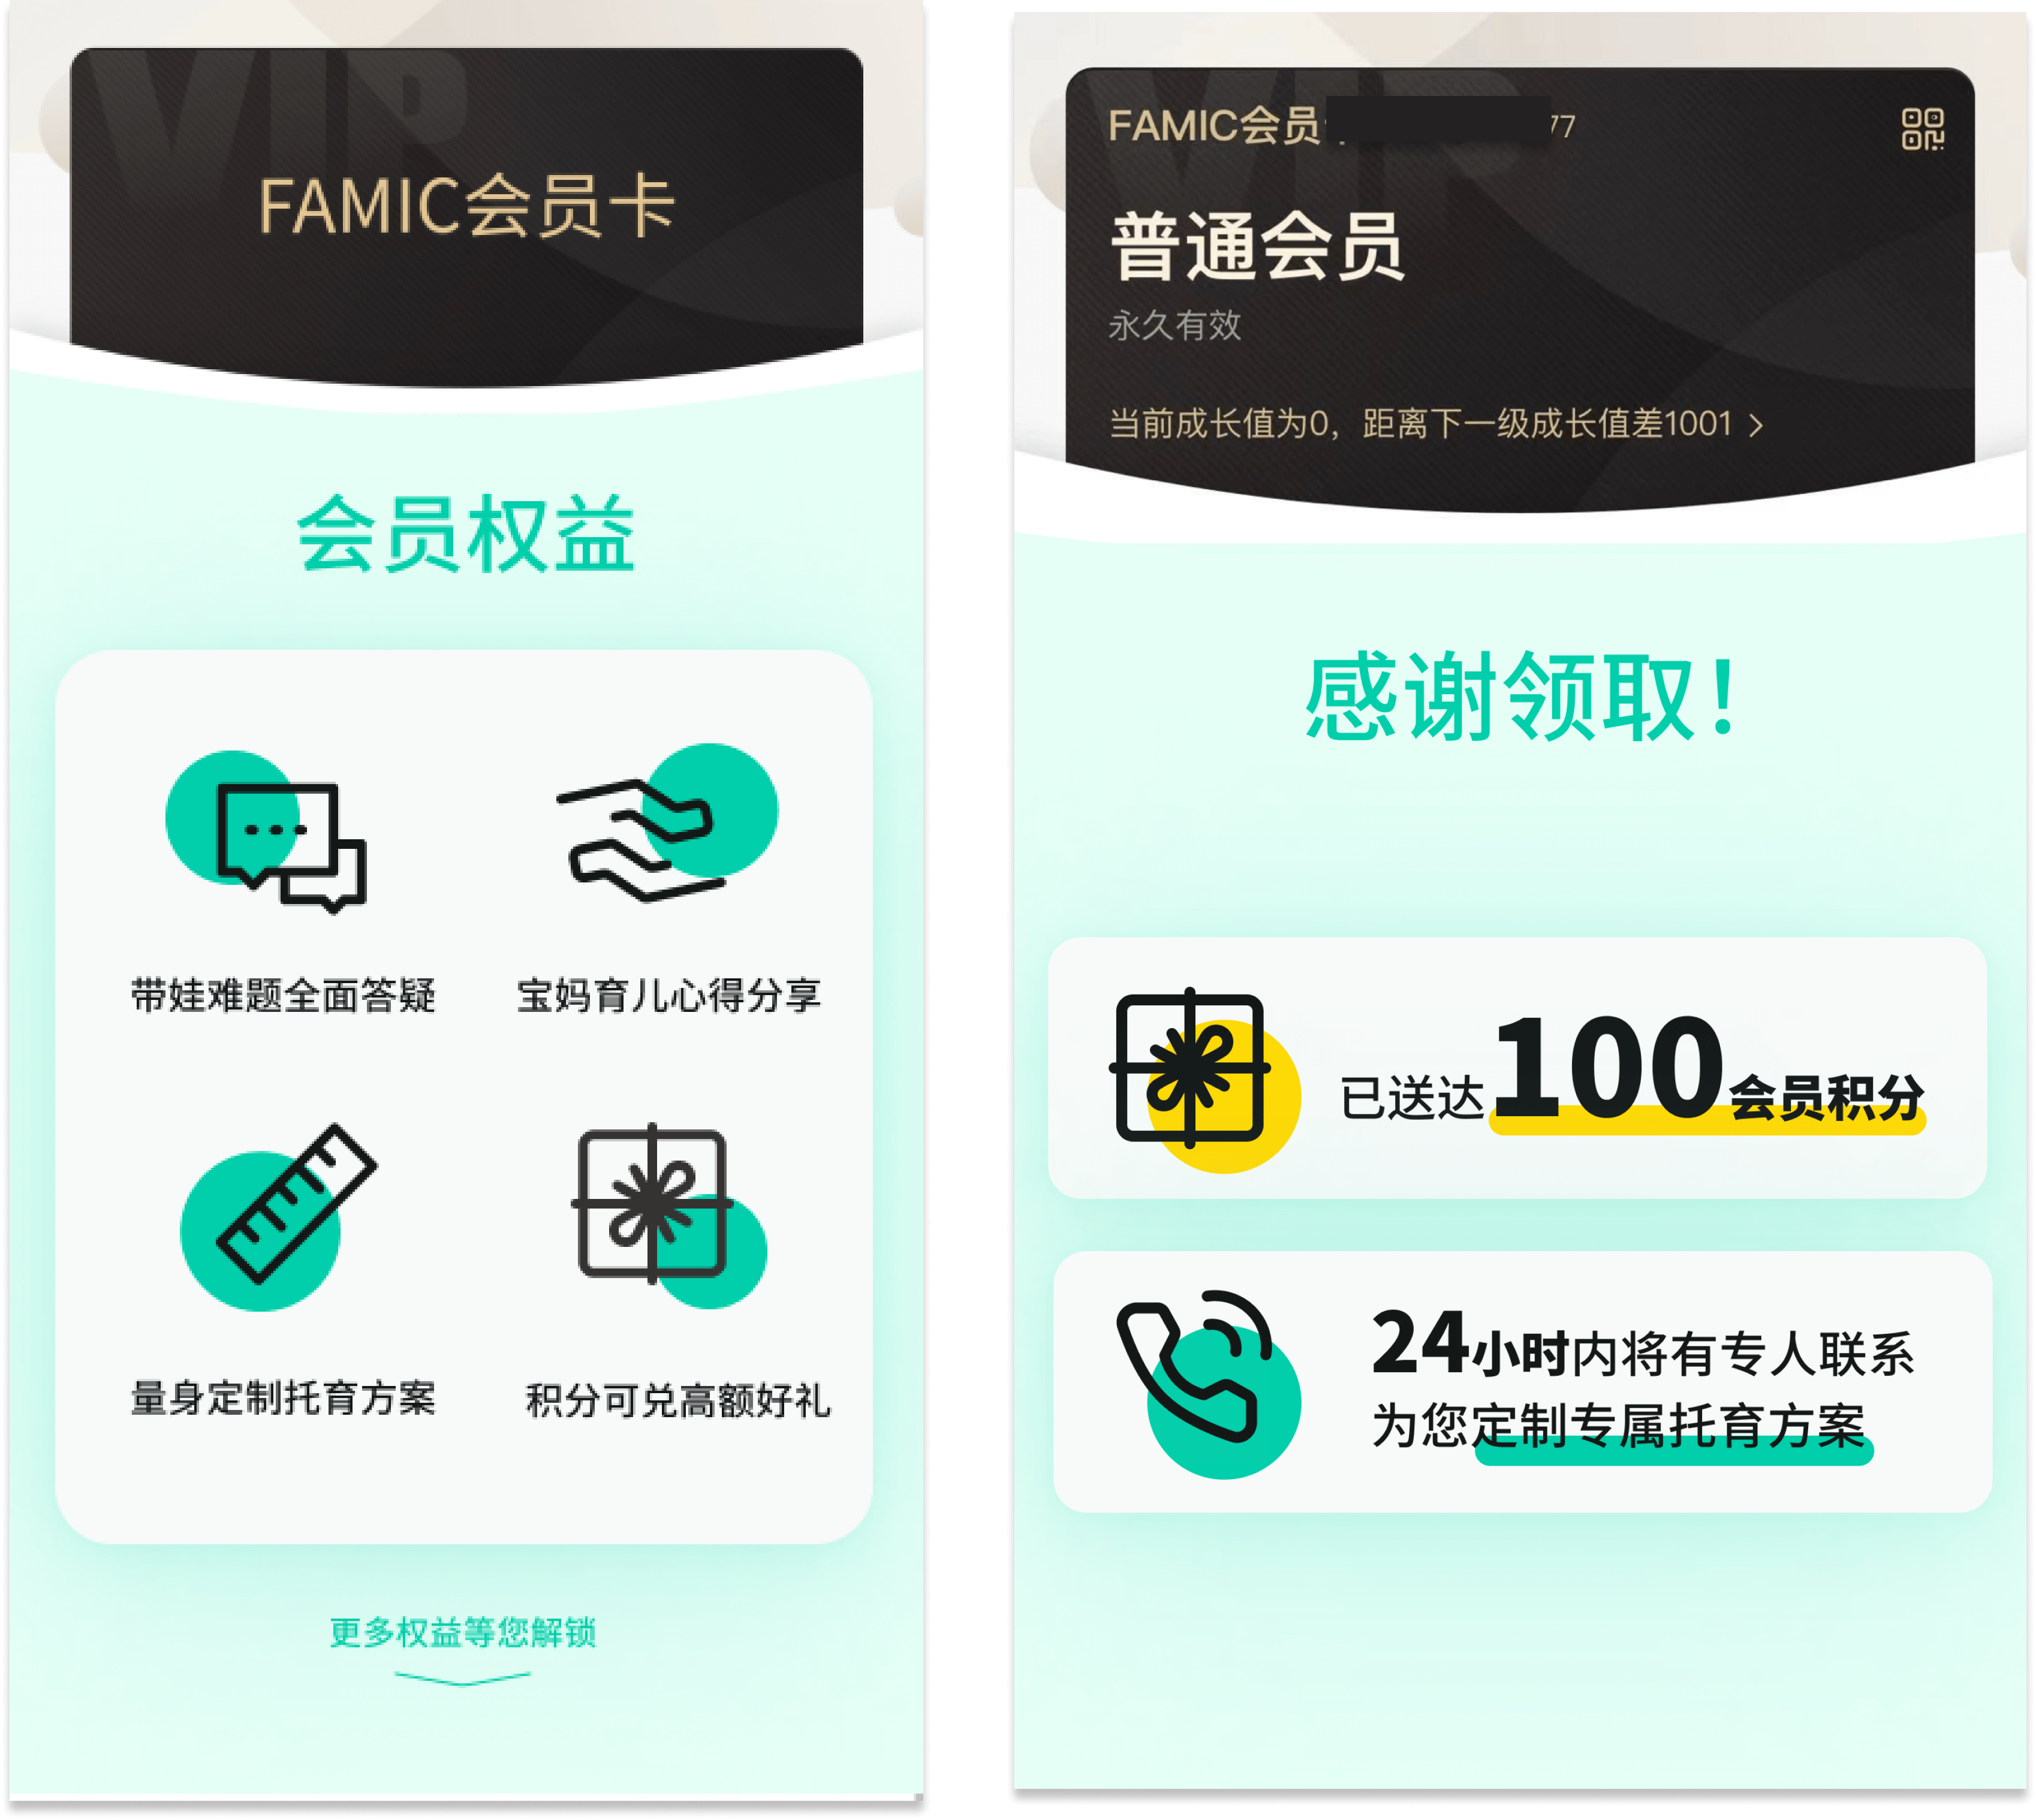 VIP
FAMIC会员卡
会员权益
带娃难题全面答疑
宝妈育儿心得分享
量身定制托育方案
积分可兑高额好礼
更多权益等您解锁
VIP
FAMIC会员
77
普通会员
永久有效
当前成长值为0，距离下一级成长值差1001 >
感谢领取！
已送达100会员积分
24小时内将有专人联系
为您定制专属托育方案